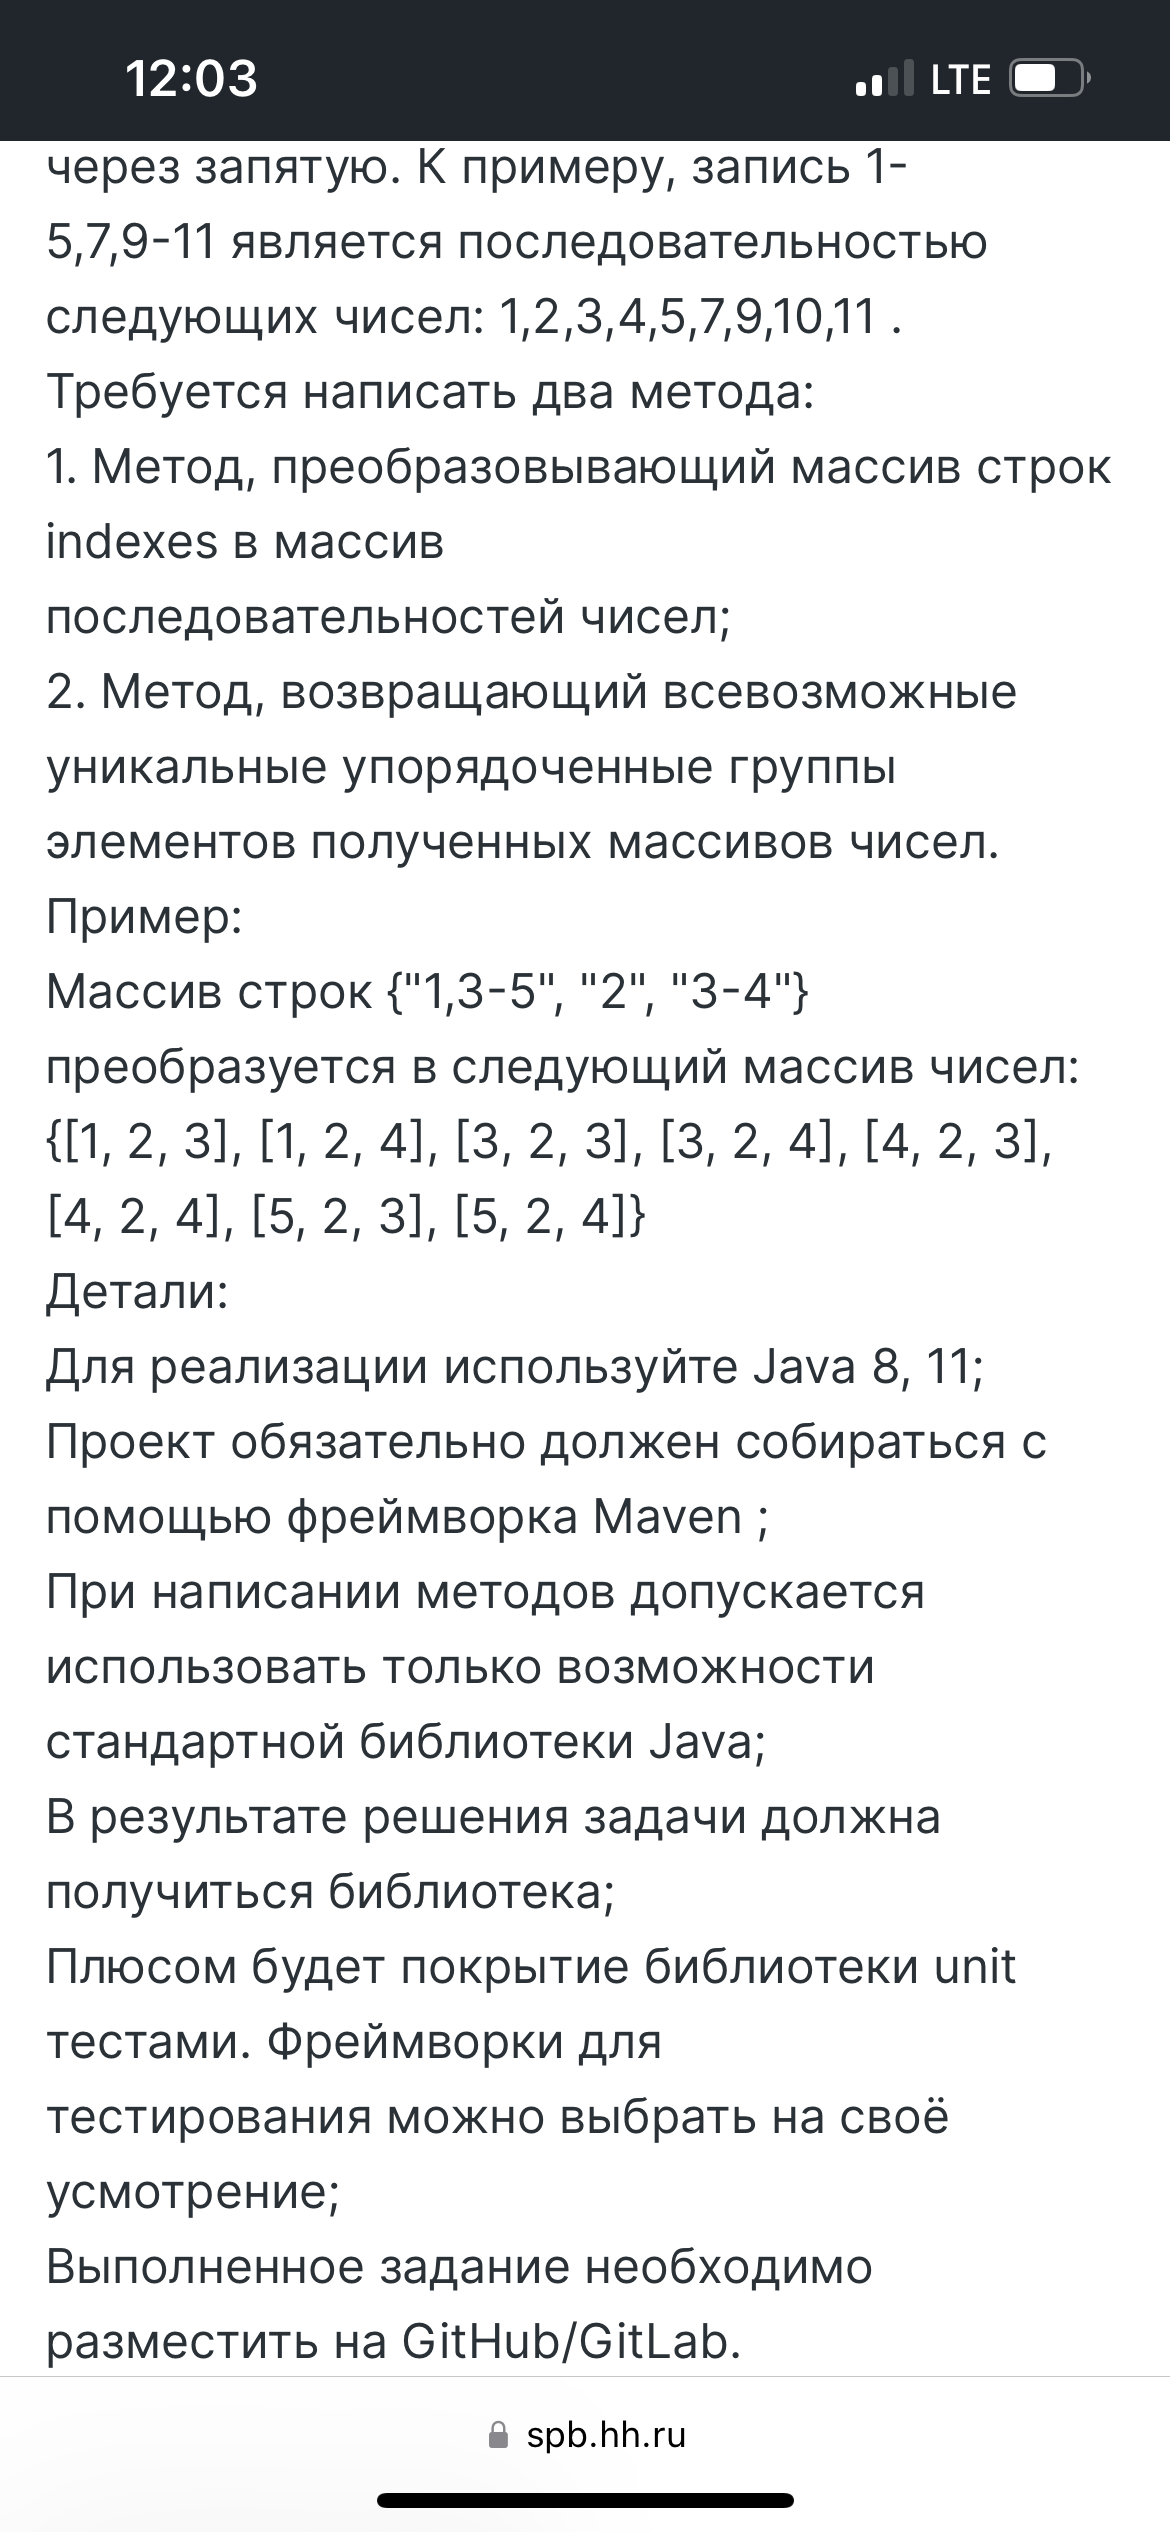 12:03
LTE
через запятую. К примеру, запись 1-
5,7,9-11 является последовательностью
следующих чисел: 1,2,3,4,5,7,9,10,11 .
Требуется написать два метода:
1. Метод, преобразовывающий массив строк
indexes в массив
последовательностей чисел;
2. Метод, возвращающий всевозможные
уникальные упорядоченные группы
элементов полученных массивов чисел.
Пример:
Массив строк {"1,3-5", "2", "3-4"}
преобразуется в следующий массив чисел:
{[1, 2, 3], [1, 2, 4], [3, 2, 3], [3, 2, 4], [4, 2, 3],
[4, 2, 4], [5, 2, 3], [5, 2, 4]}
Детали:
Для реализации используйте Java 8, 11;
Проект обязательно должен собираться с
помощью фреймворка Maven ;
При написании методов допускается
использовать только возможности
стандартной библиотеки Java;
В результате решения задачи должна
получиться библиотека;
Плюсом будет покрытие библиотеки unit
тестами. Фреймворки для
тестирования можно выбрать на своё
усмотрение;
Выполненное задание необходимо
разместить на GitHub/GitLab.
spb.hh.ru